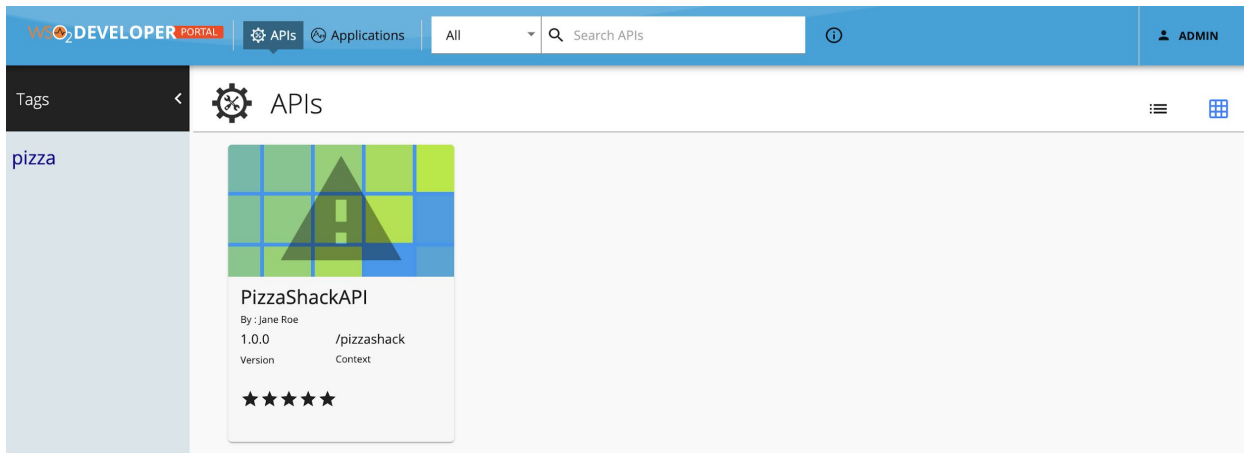 WSO2 DEVELOPER PORTAL APIs Applications All Search APIs ADMIN
Tags
APIs
pizza
PizzaShackAPI
By : Jane Roe
1.0.0 /pizzashack
Version Context